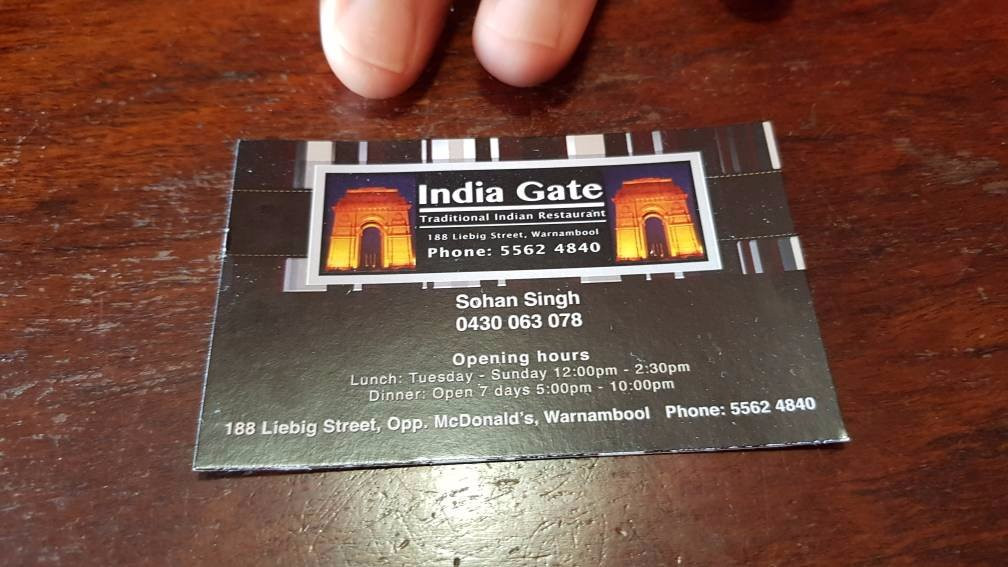 India Gate
Traditional Indian Restaurant
188 Liebig Street, Warnambool
Phone: 5562 4840
Sohan Singh
0430 063 078
Opening hours
Lunch: Tuesday - Sunday 12:00pm - 2:30pm
Dinner: Open 7 days 5:00pm - 10:00pm
188 Liebig Street, Opp. McDonald's, Warnambool Phone: 5562 4840